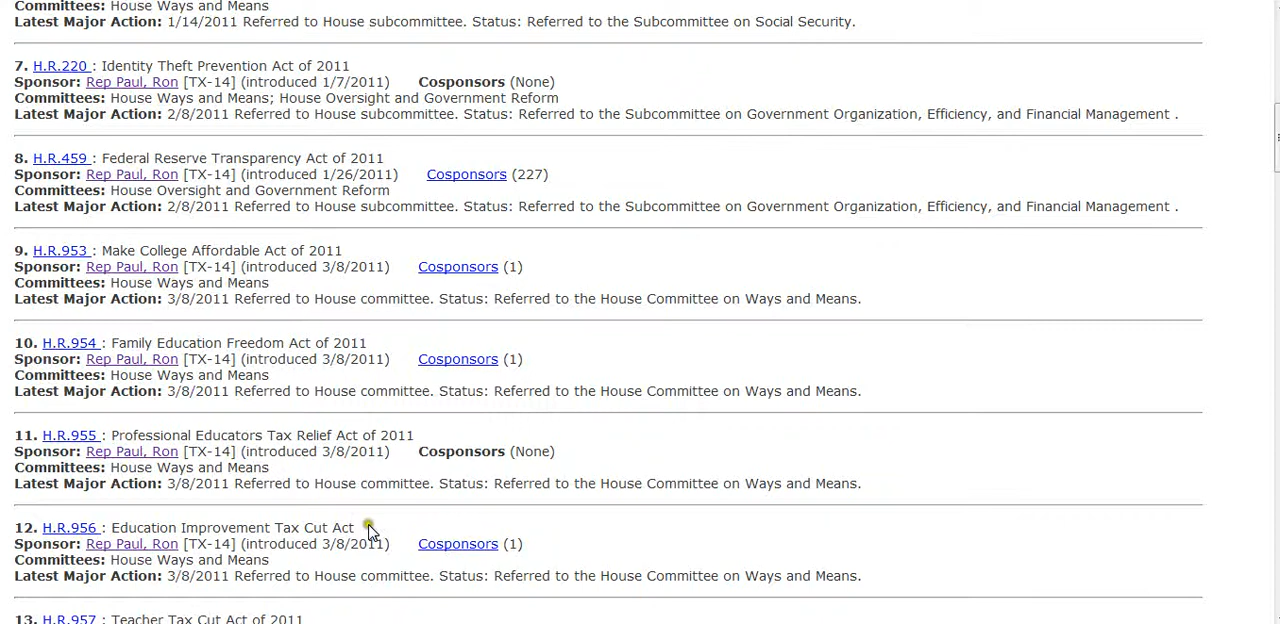 Committees: House Ways and Means
Latest Major Action: 1/14/2011 Referred to House subcommittee. Status: Referred to the Subcommittee on Social Security.
7. H.R.220 : Identity Theft Prevention Act of 2011
Sponsor: Rep Paul, Ron [TX-14] (introduced 1/7/2011) Cosponsors (None)
Committees: House Ways and Means; House Oversight and Government Reform
Latest Major Action: 2/8/2011 Referred to House subcommittee. Status: Referred to the Subcommittee on Government Organization, Efficiency, and Financial Management .
8. H.R.459 : Federal Reserve Transparency Act of 2011
Sponsor: Rep Paul, Ron [TX-14] (introduced 1/26/2011) Cosponsors (227)
Committees: House Oversight and Government Reform
Latest Major Action: 2/8/2011 Referred to House subcommittee. Status: Referred to the Subcommittee on Government Organization, Efficiency, and Financial Management .
9. H.R.953 : Make College Affordable Act of 2011
Sponsor: Rep Paul, Ron [TX-14] (introduced 3/8/2011) Cosponsors (1)
Committees: House Ways and Means
Latest Major Action: 3/8/2011 Referred to House committee. Status: Referred to the House Committee on Ways and Means.
10. H.R.954 : Family Education Freedom Act of 2011
Sponsor: Rep Paul, Ron [TX-14] (introduced 3/8/2011) Cosponsors (1)
Committees: House Ways and Means
Latest Major Action: 3/8/2011 Referred to House committee. Status: Referred to the House Committee on Ways and Means.
11. H.R.955 : Professional Educators Tax Relief Act of 2011
Sponsor: Rep Paul, Ron [TX-14] (introduced 3/8/2011) Cosponsors (None)
Committees: House Ways and Means
Latest Major Action: 3/8/2011 Referred to House committee. Status: Referred to the House Committee on Ways and Means.
12. H.R.956 : Education Improvement Tax Cut Act
Sponsor: Rep Paul, Ron [TX-14] (introduced 3/8/2011) Cosponsors (1)
Committees: House Ways and Means
Latest Major Action: 3/8/2011 Referred to House committee. Status: Referred to the House Committee on Ways and Means.
13. H.R.957 : Teacher Tax Cut Act of 2011